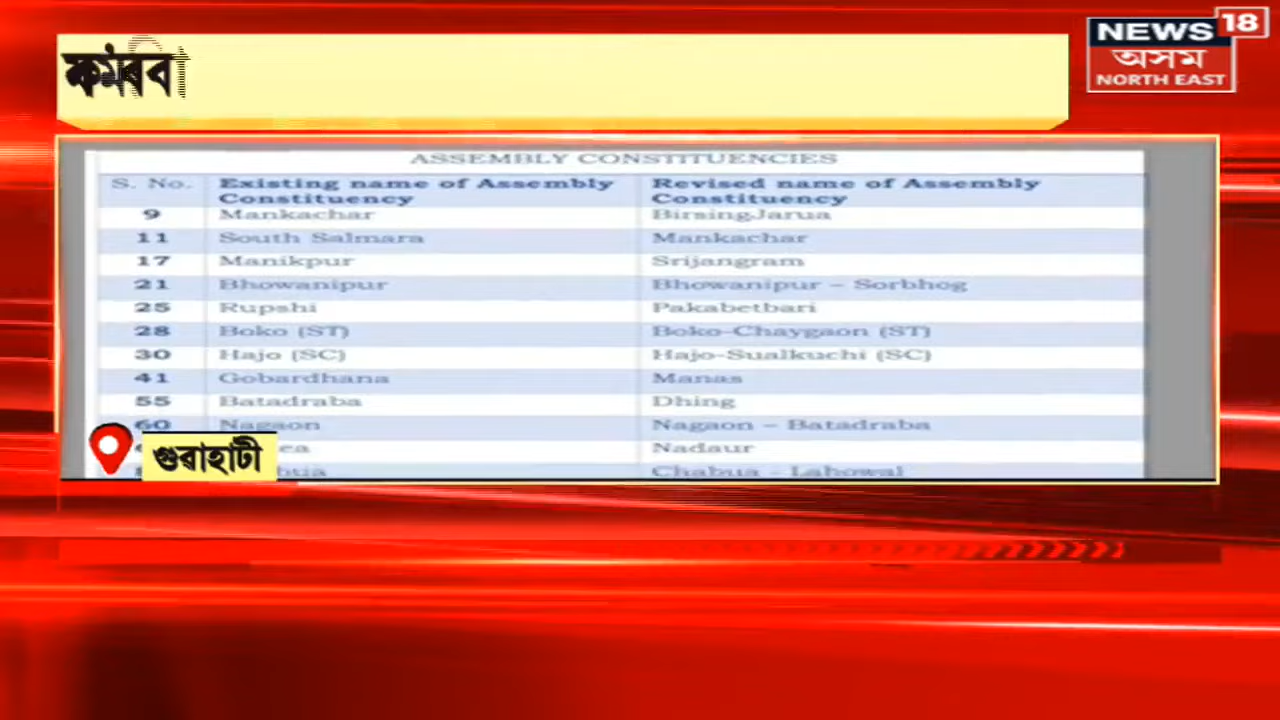 NEWS 18
অসম
NORTH EAST
ASSEMBLY CONSTITUENCIES
S. No. Existing name of Assembly Constituency Revised name of Assembly Constituency
9 Mankachar BirsingJarua
11 South Salmara Mankachar
17 Manikpur Srijangram
21 Bhowanipur Bhowanipur – Sorbhog
25 Rupshi Pakabetbari
28 Boko (ST) Boko-Chaygaon (ST)
30 Hajo (SC) Hajo-Sualkuchi (SC)
41 Gobardhana Manas
55 Batadraba Dhing
60 Nagaon Nagaon – Batadraba
Nadaur
Chabua – Lahowal
গুৱাহাটী